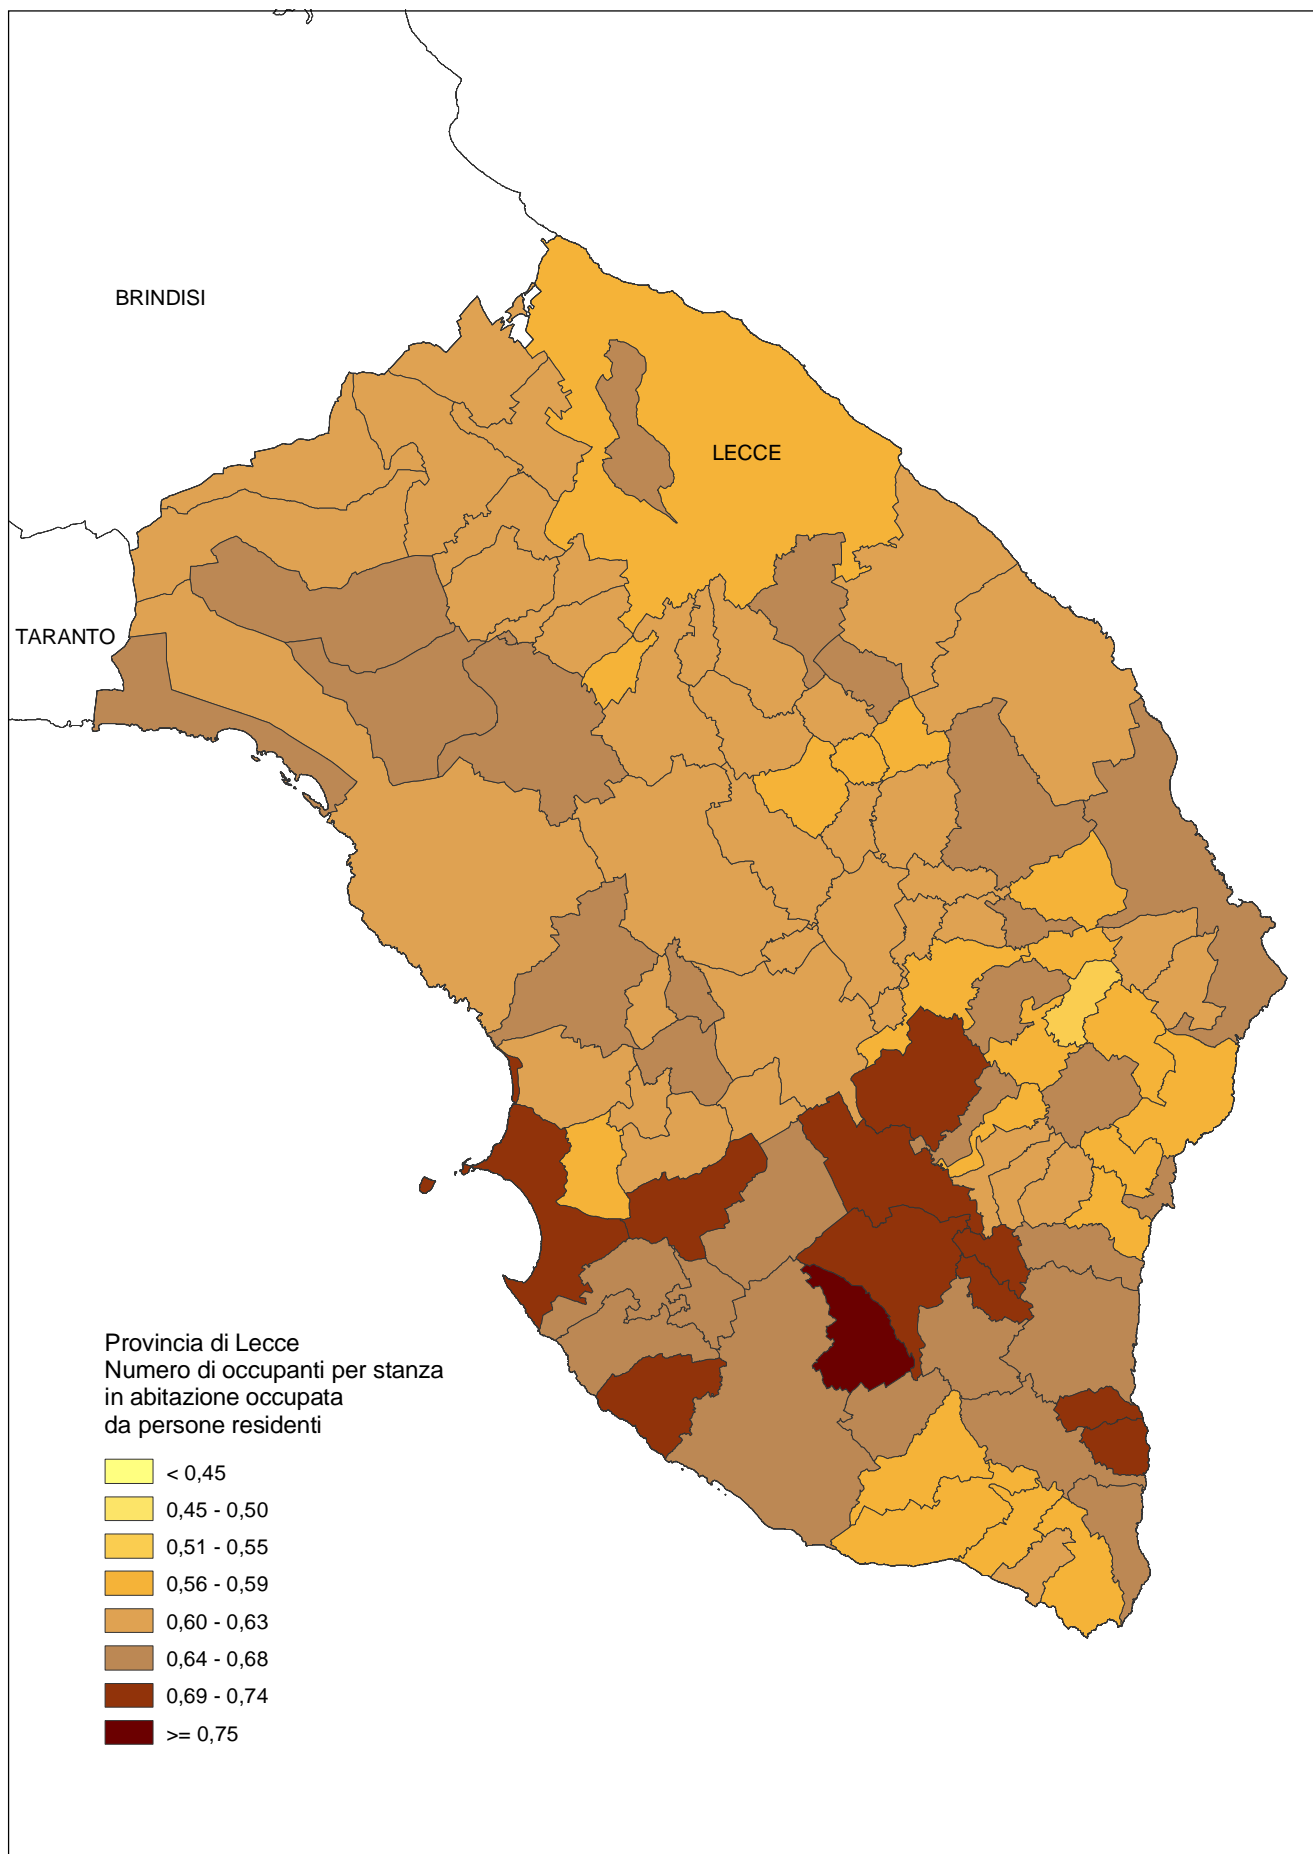 BRINDISI
LECCE
TARANTO
Provincia di Lecce
Numero di occupanti per stanza
in abitazione occupata
da persone residenti
< 0,45
0,45 - 0,50
0,51 - 0,55
0,56 - 0,59
0,60 - 0,63
0,64 - 0,68
0,69 - 0,74
>= 0,75